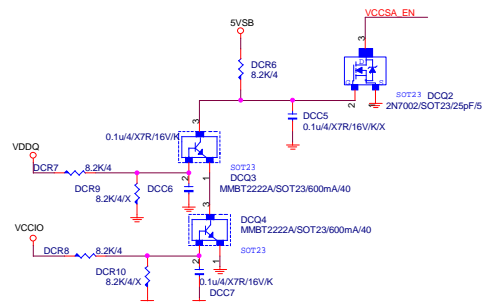 VCCSA_EN
5VSB
3
DCR6
8.2K/4
D
G
S
SOT23
DCQ2
2N7002/SOT23/25pF/5
2
1
DCC5
0.1u/4/X7R/16V/K/X
3
0.1u/4/X7R/16V/K
SOT23
VDDQ
DCQ3
MMBT2222A/SOT23/600mA/40
DCR7
8.2K/4
2
1
DCR9
8.2K/4/X
DCC6
3
DCQ4
MMBT2222A/SOT23/600mA/40
VCCIO
SOT23
DCR8
8.2K/4
2
1
DCR10
8.2K/4/X
0.1u/4/X7R/16V/K
DCC7